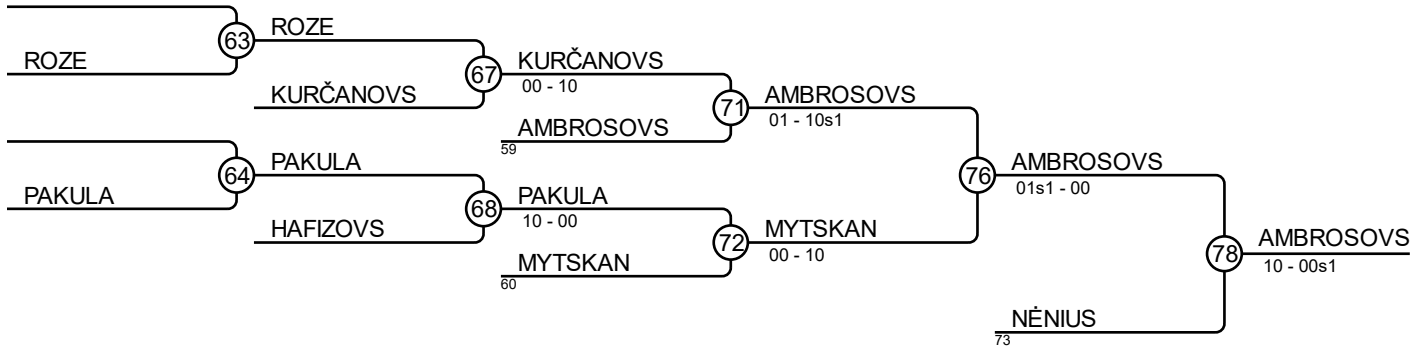 ROZE
63
ROZE
KURČANOVS
67
KURČANOVS
00 - 10
AMBROSOVS
59
71
AMBROSOVS
01 - 10s1
PAKULA
64
PAKULA
HAFIZOVS
68
PAKULA
10 - 00
MYTSKAN
60
72
MYTSKAN
00 - 10
76
AMBROSOVS
01s1 - 00
NĖNIUS
73
78
AMBROSOVS
10 - 00s1